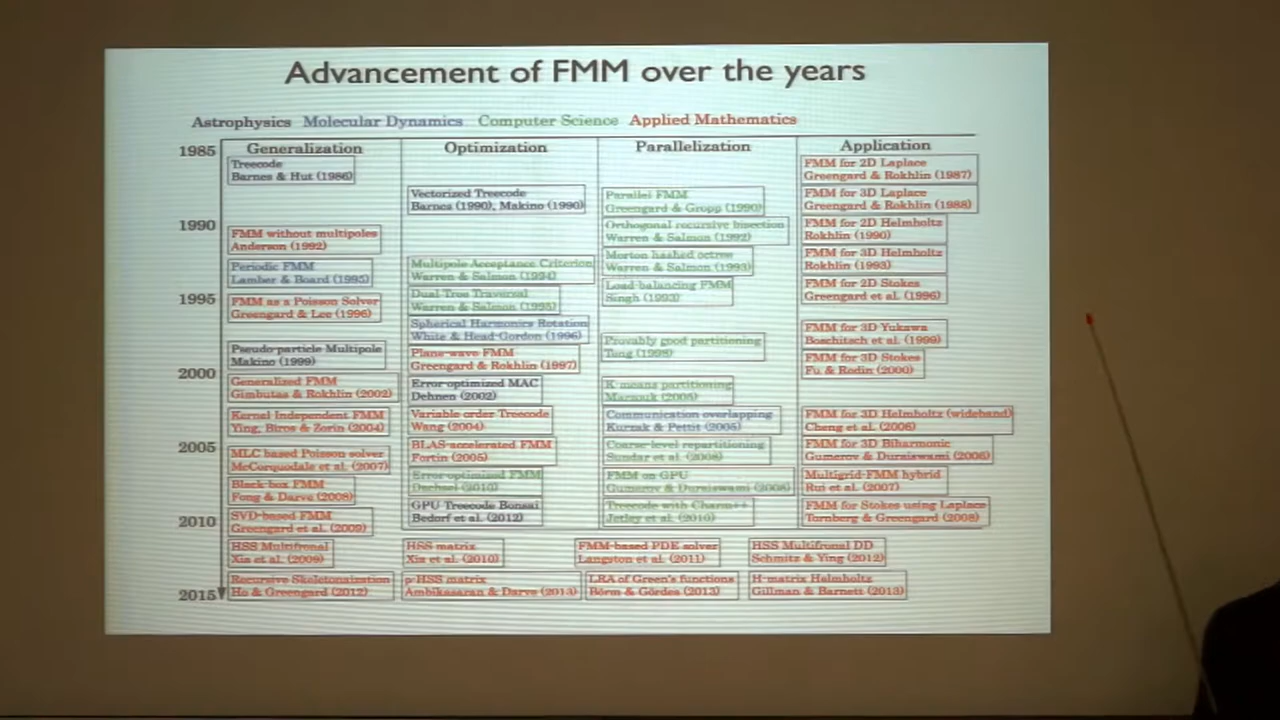 Advancement of FMM over the years
Astrophysics Molecular Dynamics Computer Science Applied Mathematics
1985
1990
1995
2000
2005
2010
2015
Generalization
Treecode
Barnes & Hut (1986)
FMM without multipoles
Anderson (1992)
Periodic FMM
Lamber & Board (1995)
FMM as a Poisson Solver
Greengard & Lee (1996)
Pseudo-particle Multipole
Makino (1999)
Generalized FMM
Gimbutas & Rokhlin (2002)
Kernel Independent FMM
Ying, Biros & Zorin (2004)
MLC based Poisson solver
McCorquodale et al. (2007)
Black-box FMM
Fong & Darve (2008)
SVD-based FMM
Greengard et al. (2009)
Optimization
Vectorized Treecode
Barnes (1990), Makino (1990)
Multipole Acceptance Criterion
Warren & Salmon (1994)
Dual Tree Traversal
Warren & Salmon (1995)
Spherical Harmonics Rotation
White & Head-Gordon (1996)
Plane-wave FMM
Greengard & Rokhlin (1997)
Error-optimized MAC
Dehnen (2002)
Variable order Treecode
Wang (2004)
BLAS-accelerated FMM
Fortin (2005)
Error-optimized FMM
Dachsel (2010)
GPU Treecode Bonsai
Bedorf et al. (2012)
Parallelization
Parallel FMM
Greengard & Gropp (1990)
Orthogonal recursive bisection
Warren & Salmon (1992)
Morton hashed octree
Warren & Salmon (1993)
Load-balancing FMM
Singh (1993)
Provably good partitioning
Teng (1998)
K-means partitioning
Marzouk (2005)
Communication overlapping
Kurzak & Pettit (2005)
Coarse-level repartitioning
Sundar et al. (2008)
FMM on GPU
Gumerov & Duraiswami (2008)
Treecode with Charm++
Jetley et al. (2010)
Application
FMM for 2D Laplace
Greengard & Rokhlin (1987)
FMM for 3D Laplace
Greengard & Rokhlin (1988)
FMM for 2D Helmholtz
Rokhlin (1990)
FMM for 3D Helmholtz
Rokhlin (1993)
FMM for 2D Stokes
Greengard et al. (1996)
FMM for 3D Yukawa
Boschitsch et al. (1999)
FMM for 3D Stokes
Fu & Rodin (2000)
FMM for 3D Helmholtz (wideband)
Cheng et al. (2006)
FMM for 3D Biharmonic
Gumerov & Duraiswami (2006)
Multigrid-FMM hybrid
Rui et al. (2007)
FMM for Stokes using Laplace
Tornberg & Greengard (2008)
HSS Multifronal
Xia et al. (2009)
HSS matrix
Xia et al. (2010)
FMM-based PDE solver
Langston et al. (2011)
HSS Multifronal DD
Schmitz & Ying (2012)
Recursive Skeletonization
Ho & Greengard (2012)
p-HSS matrix
Ambikasaran & Darve (2013)
LRA of Green's functions
Börm & Gördes (2013)
H-matrix Helmholtz
Gillman & Barnett (2013)